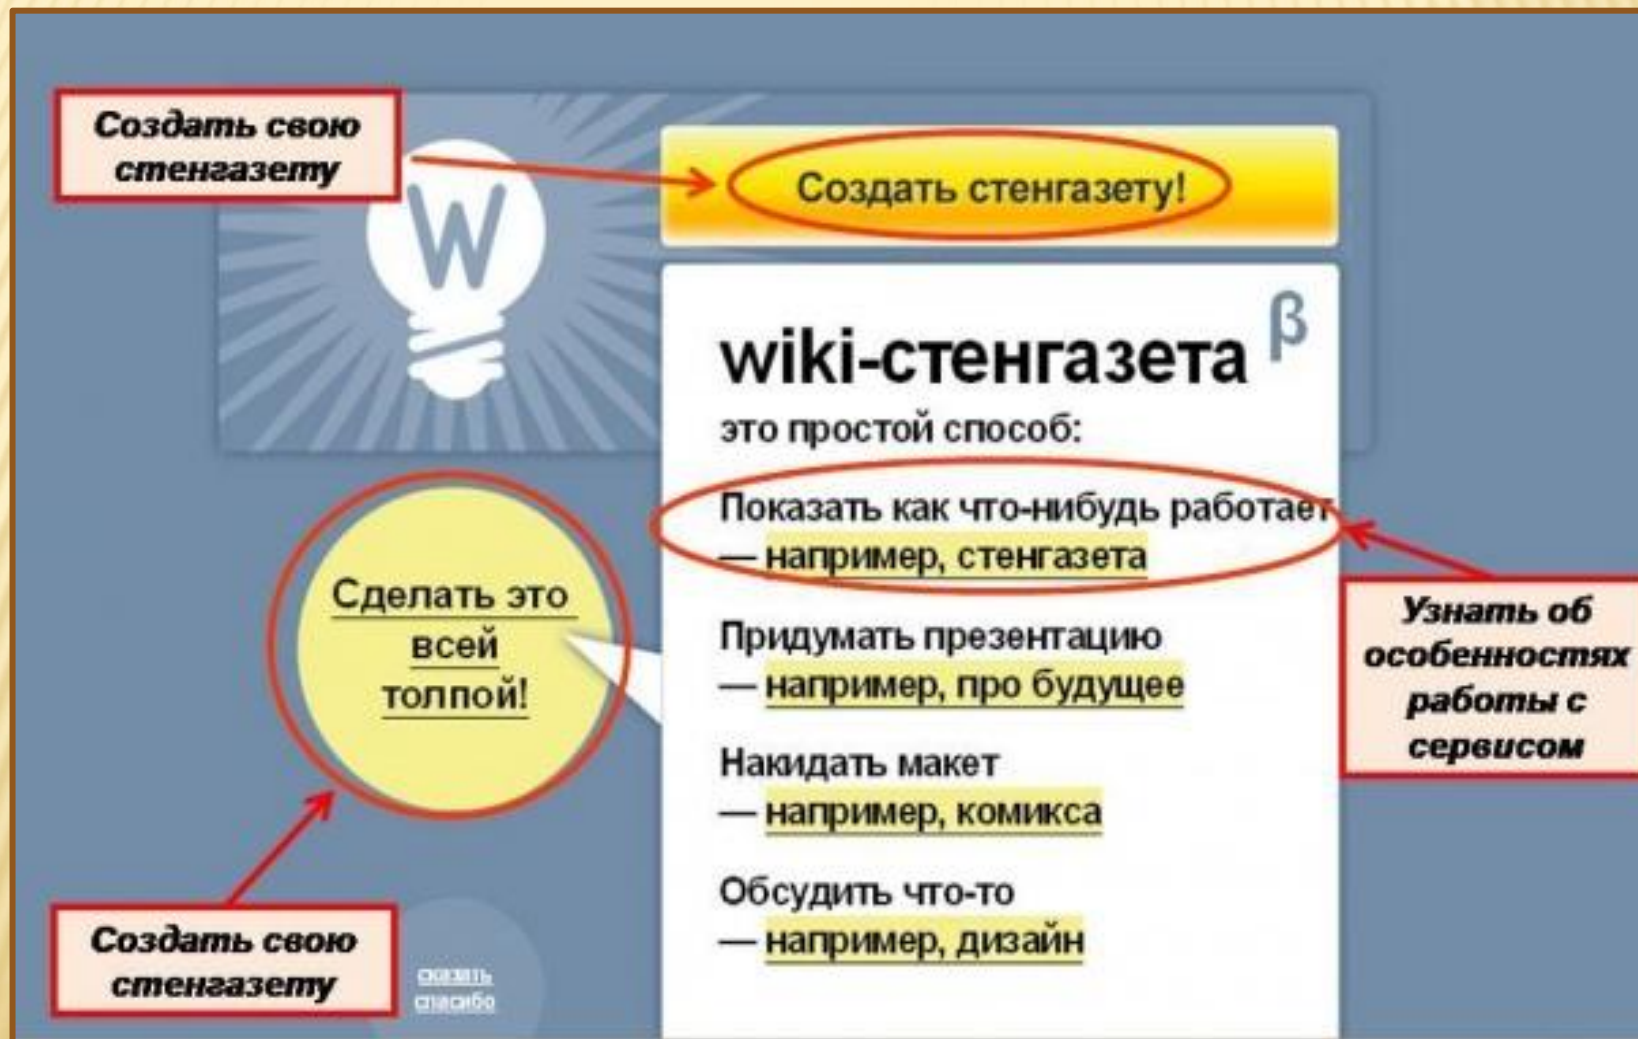 Создать свою
стенгазету
W
Создать стенгазету!
wiki-стенгазета β
это простой способ:
Показать как что-нибудь работает
— например, стенгазета
Придумать презентацию
— например, про будущее
Накидать макет
— например, комикса
Обсудить что-то
— например, дизайн
Сделать это
всей
толпой!
Узнать об
особенностях
работы с
сервисом
Создать свою
стенгазету
сказать
спасибо